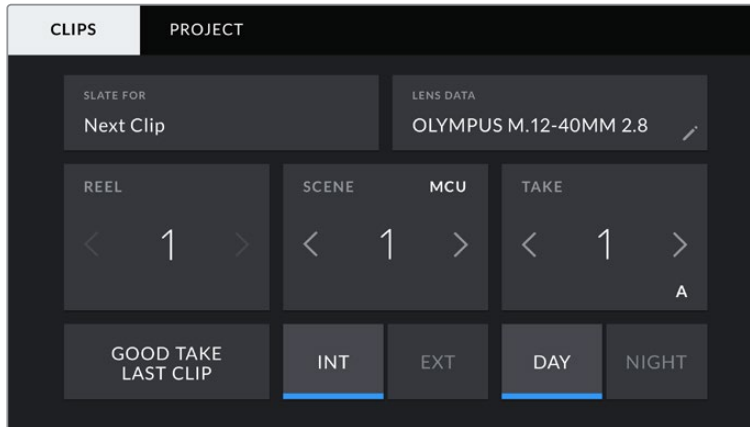 CLIPS PROJECT
SLATE FOR
Next Clip
LENS DATA
OLYMPUS M.12-40MM 2.8
REEL
1
SCENE MCU
1
TAKE
1
A
GOOD TAKE
LAST CLIP
INT EXT
DAY NIGHT